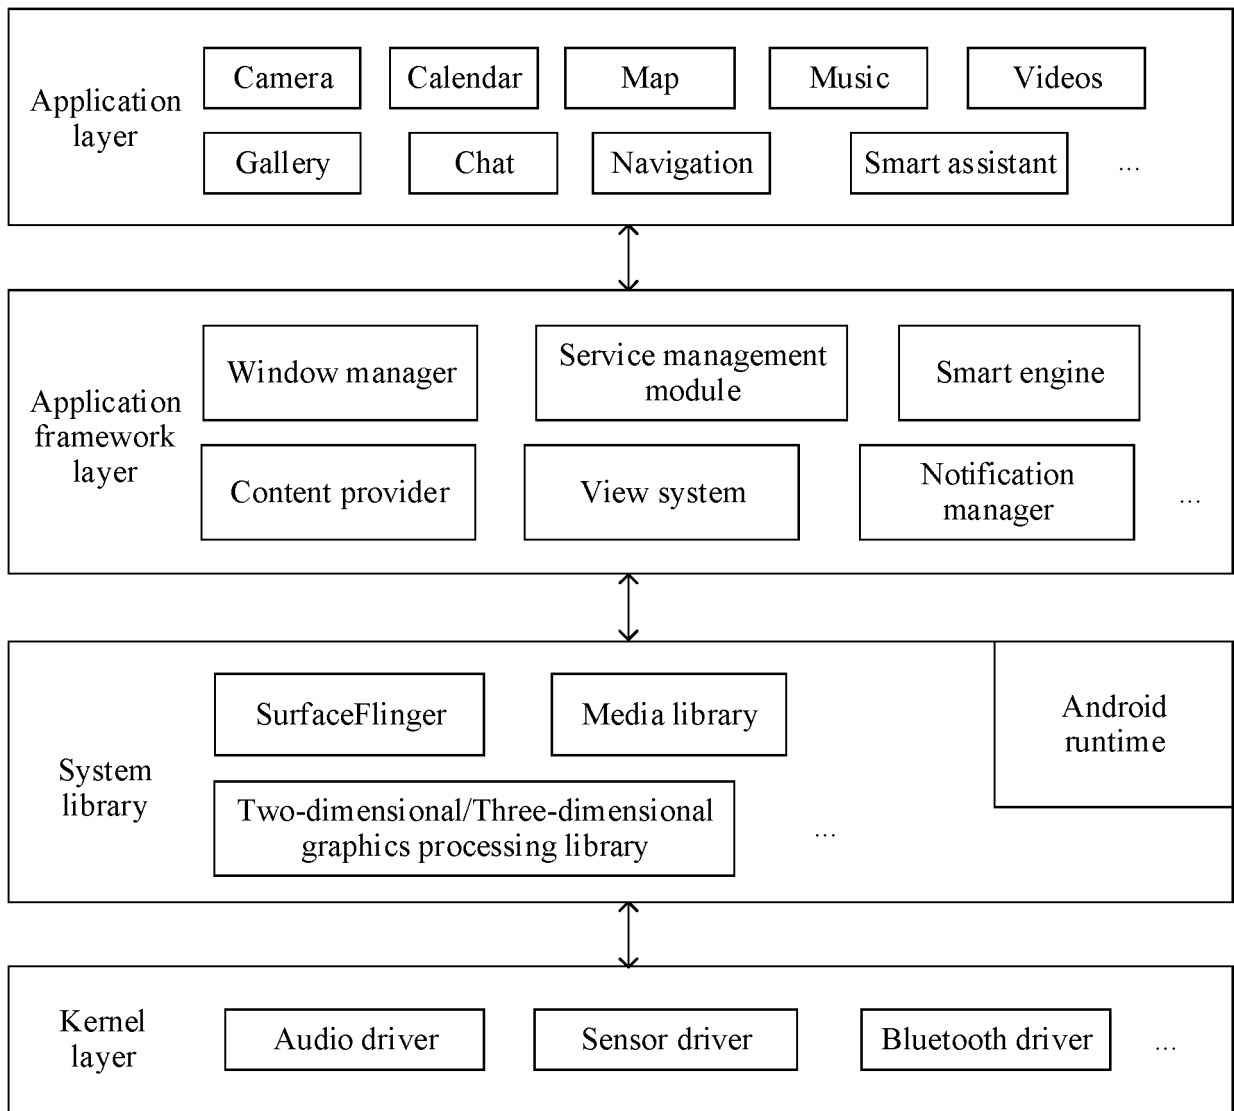 Application
layer
Camera
Calendar
Map
Music
Videos
Gallery
Chat
Navigation
Smart assistant
...
Application
framework
layer
Window manager
Service management
module
Smart engine
Content provider
View system
Notification
manager
...
System
library
SurfaceFlinger
Media library
Android
runtime
Two-dimensional/Three-dimensional
graphics processing library
...
Kernel
layer
Audio driver
Sensor driver
Bluetooth driver
...